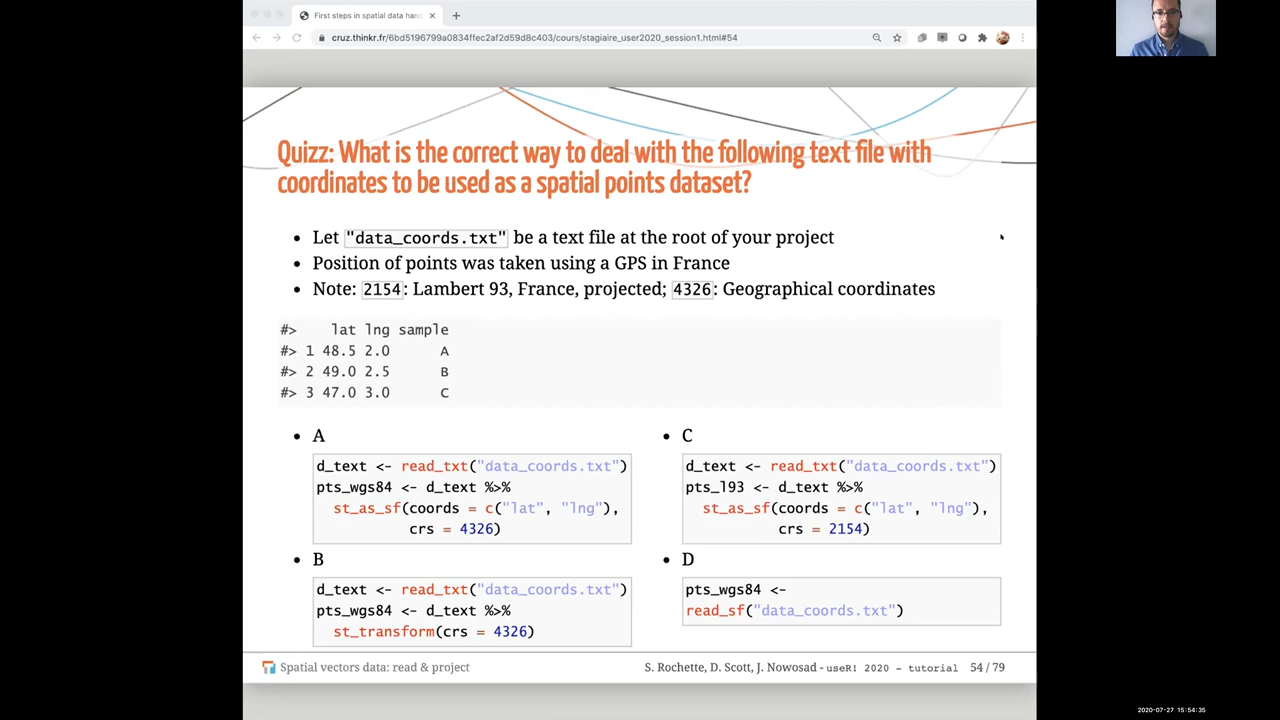 First steps in spatial data han
cruz.thinkr.fr/6bd5196799a0834ffec2af2d59d8c403/cours/stagiaire_user2020_session1.html#54
Quizz: What is the correct way to deal with the following text file with
coordinates to be used as a spatial points dataset?
• Let "data_coords.txt" be a text file at the root of your project
• Position of points was taken using a GPS in France
• Note: 2154: Lambert 93, France, projected; 4326: Geographical coordinates
#>    lat lng sample
#> 1 48.5 2.0      A
#> 2 49.0 2.5      B
#> 3 47.0 3.0      C
• A
d_text <- read_txt("data_coords.txt")
pts_wgs84 <- d_text %>%
st_as_sf(coords = c("lat", "lng"),
crs = 4326)
• B
d_text <- read_txt("data_coords.txt")
pts_wgs84 <- d_text %>%
st_transform(crs = 4326)
• C
d_text <- read_txt("data_coords.txt")
pts_l93 <- d_text %>%
st_as_sf(coords = c("lat", "lng"),
crs = 2154)
• D
pts_wgs84 <-
read_sf("data_coords.txt")
Spatial vectors data: read & project
S. Rochette, D. Scott, J. Nowosad - useR! 2020 - tutorial 54 / 79
2020-07-27 15:54:35